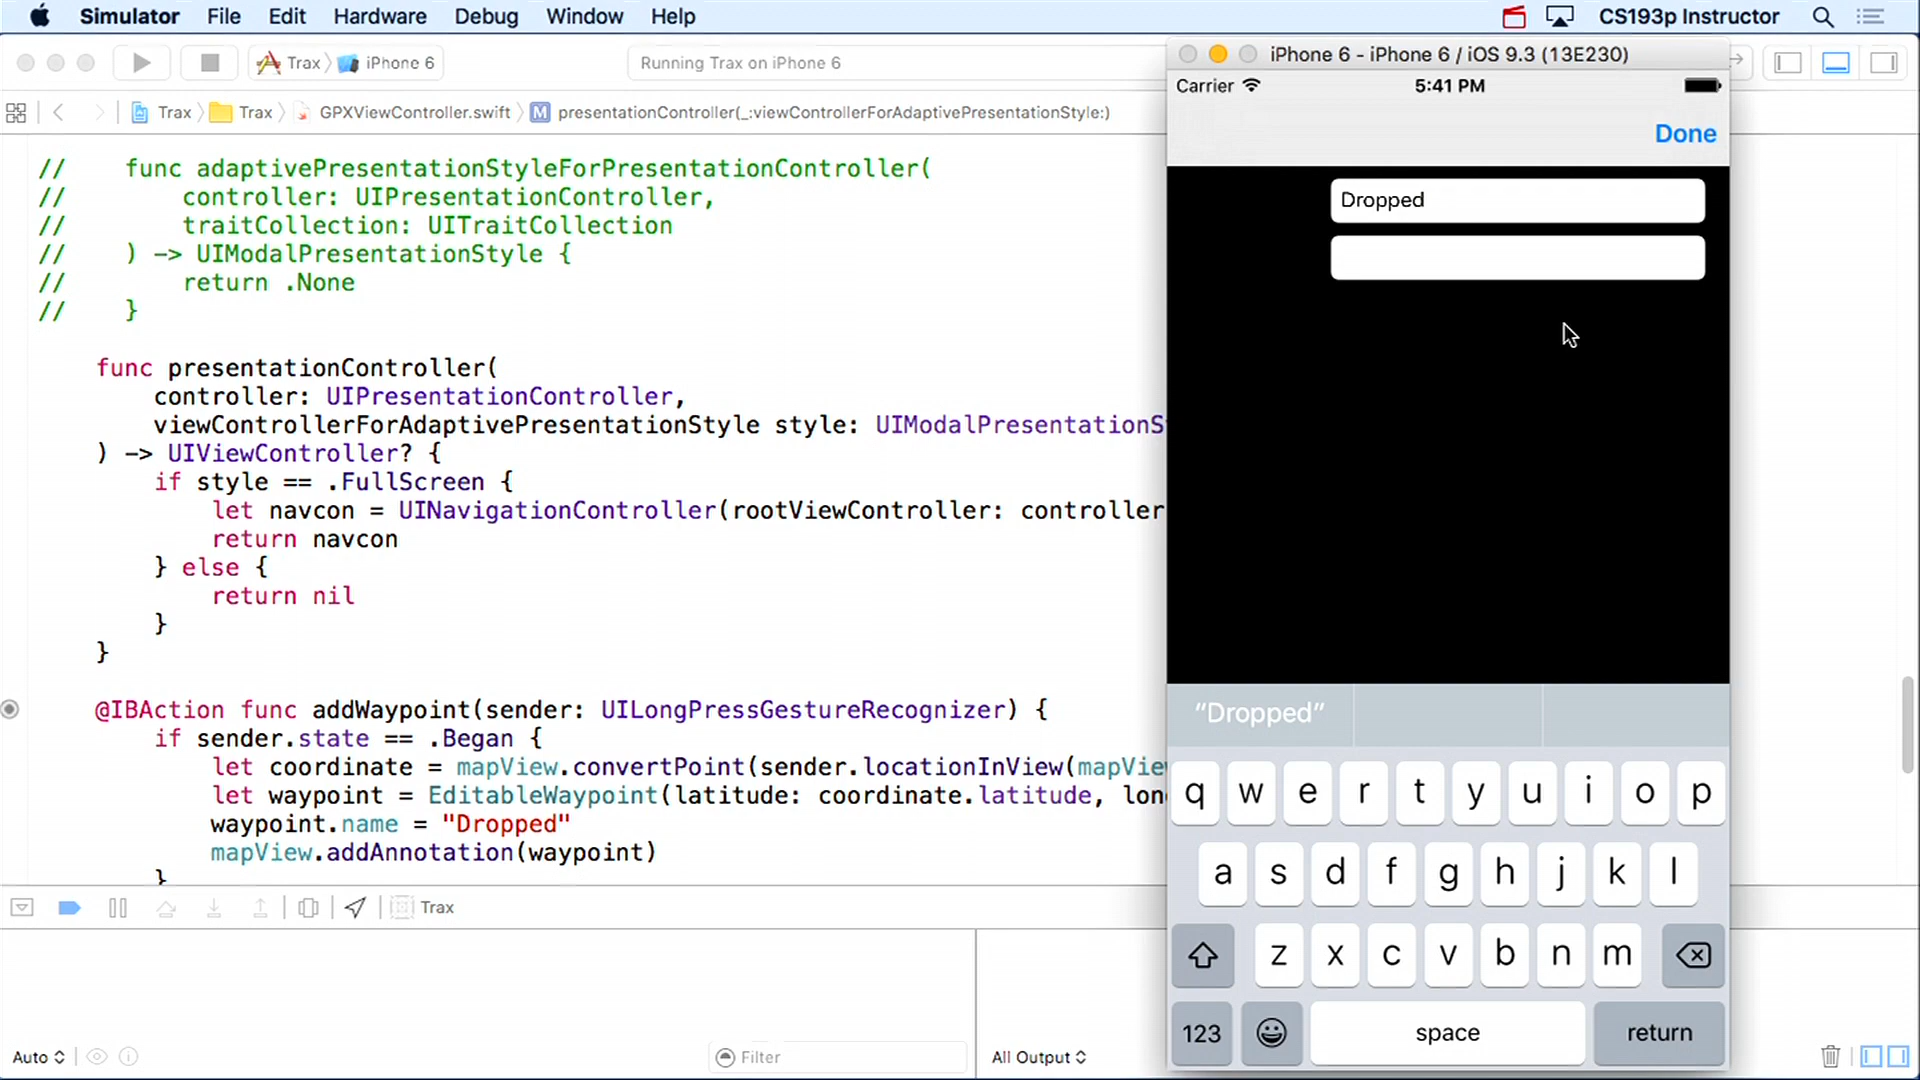 Simulator File Edit Hardware Debug Window Help CS193p Instructor
Trax iPhone 6 Running Trax on iPhone 6
Trax Trax GPXViewController.swift M presentationController(_:viewControllerForAdaptivePresentationStyle:)
// func adaptivePresentationStyleForPresentationController(
// controller: UIPresentationController,
// traitCollection: UITraitCollection
// ) -> UIModalPresentationStyle {
// return .None
// }
func presentationController(
controller: UIPresentationController,
viewControllerForAdaptivePresentationStyle style: UIModalPresentationS
) -> UIViewController? {
if style == .FullScreen {
let navcon = UINavigationController(rootViewController: controller
return navcon
} else {
return nil
}
}
@IBAction func addWaypoint(sender: UILongPressGestureRecognizer) {
if sender.state == .Began {
let coordinate = mapView.convertPoint(sender.locationInView(mapVie
let waypoint = EditableWaypoint(latitude: coordinate.latitude, lon
waypoint.name = "Dropped"
mapView.addAnnotation(waypoint)
}
Trax
Auto Filter All Output
iPhone 6 - iPhone 6 / iOS 9.3 (13E230)
Carrier 5:41 PM
Done
Dropped
“Dropped”
q w e r t y u i o p
a s d f g h j k l
z x c v b n m
123 space return